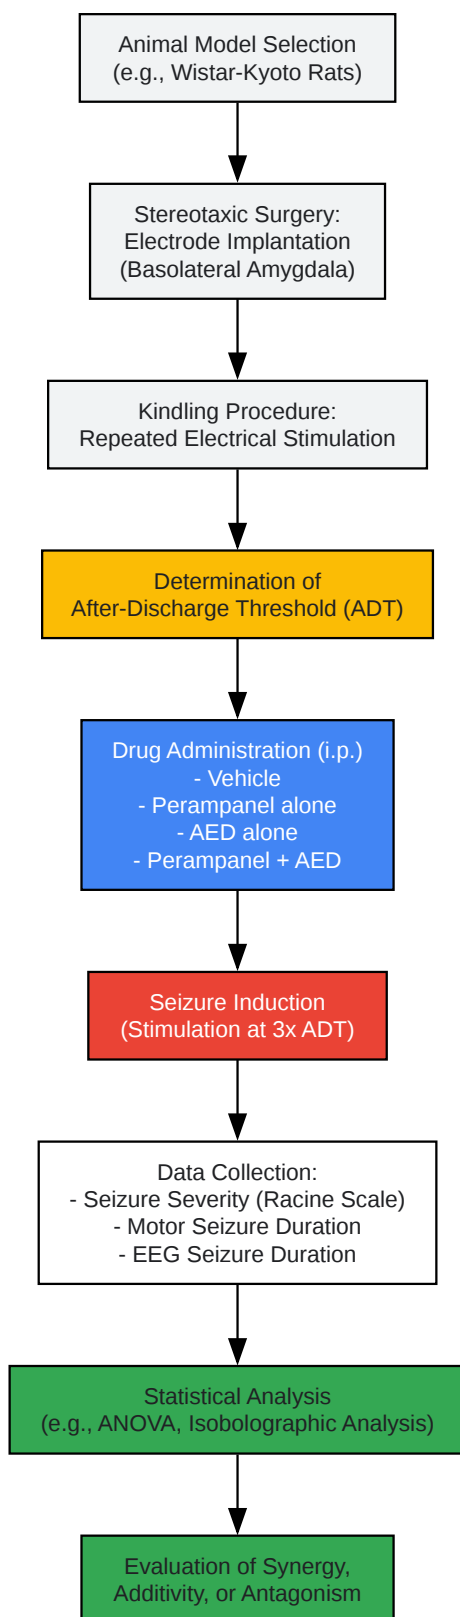 Animal Model Selection
(e.g., Wistar-Kyoto Rats)
Stereotaxic Surgery:
Electrode Implantation
(Basolateral Amygdala)
Kindling Procedure:
Repeated Electrical Stimulation
Determination of
After-Discharge Threshold (ADT)
Drug Administration (i.p.)
- Vehicle
- Perampanel alone
- AED alone
- Perampanel + AED
Seizure Induction
(Stimulation at 3x ADT)
Data Collection:
- Seizure Severity (Racine Scale)
- Motor Seizure Duration
- EEG Seizure Duration
Statistical Analysis
(e.g., ANOVA, Isobolographic Analysis)
Evaluation of Synergy,
Additivity, or Antagonism